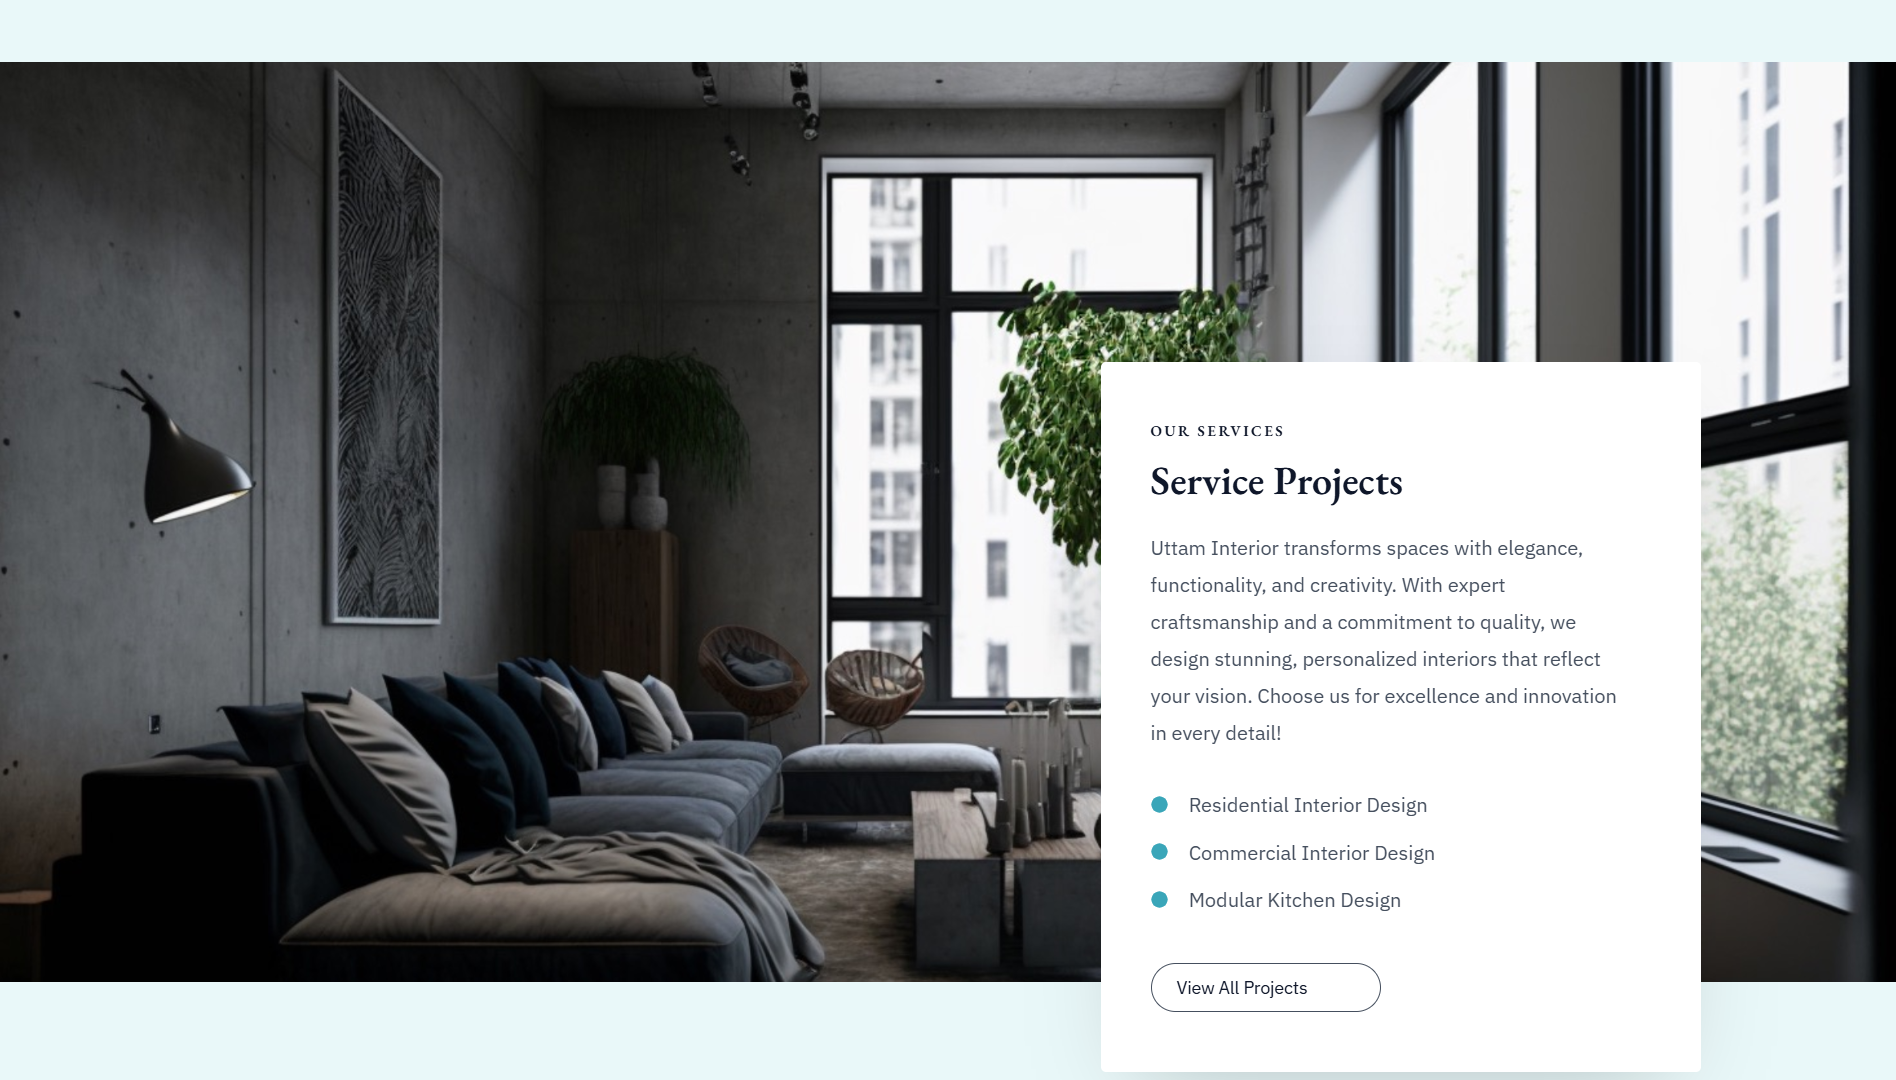 OUR SERVICES
Service Projects
Uttam Interior transforms spaces with elegance,
functionality, and creativity. With expert
craftsmanship and a commitment to quality, we
design stunning, personalized interiors that reflect
your vision. Choose us for excellence and innovation
in every detail!
Residential Interior Design
Commercial Interior Design
Modular Kitchen Design
View All Projects